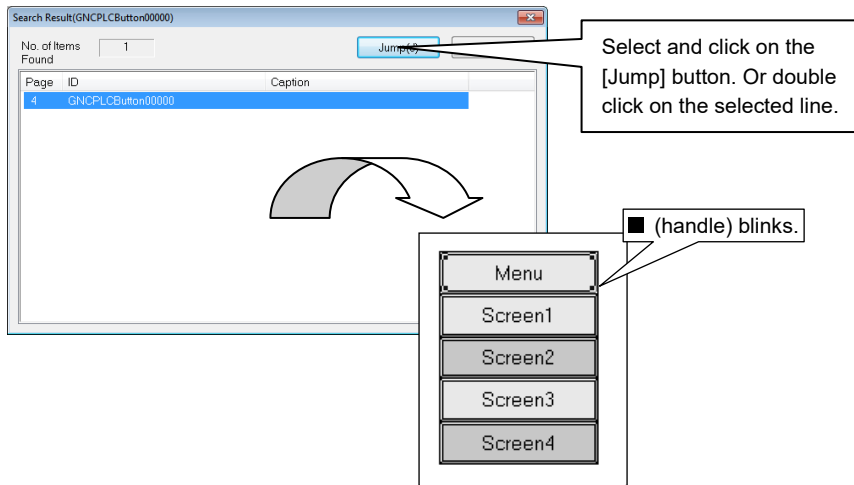 Search Result(GNCPLCButton00000)
No. of Items
Found
1
Page ID Caption
4 GNCPLCButton00000
Select and click on the
[Jump] button. Or double
click on the selected line.
■ (handle) blinks.
Menu
Screen1
Screen2
Screen3
Screen4